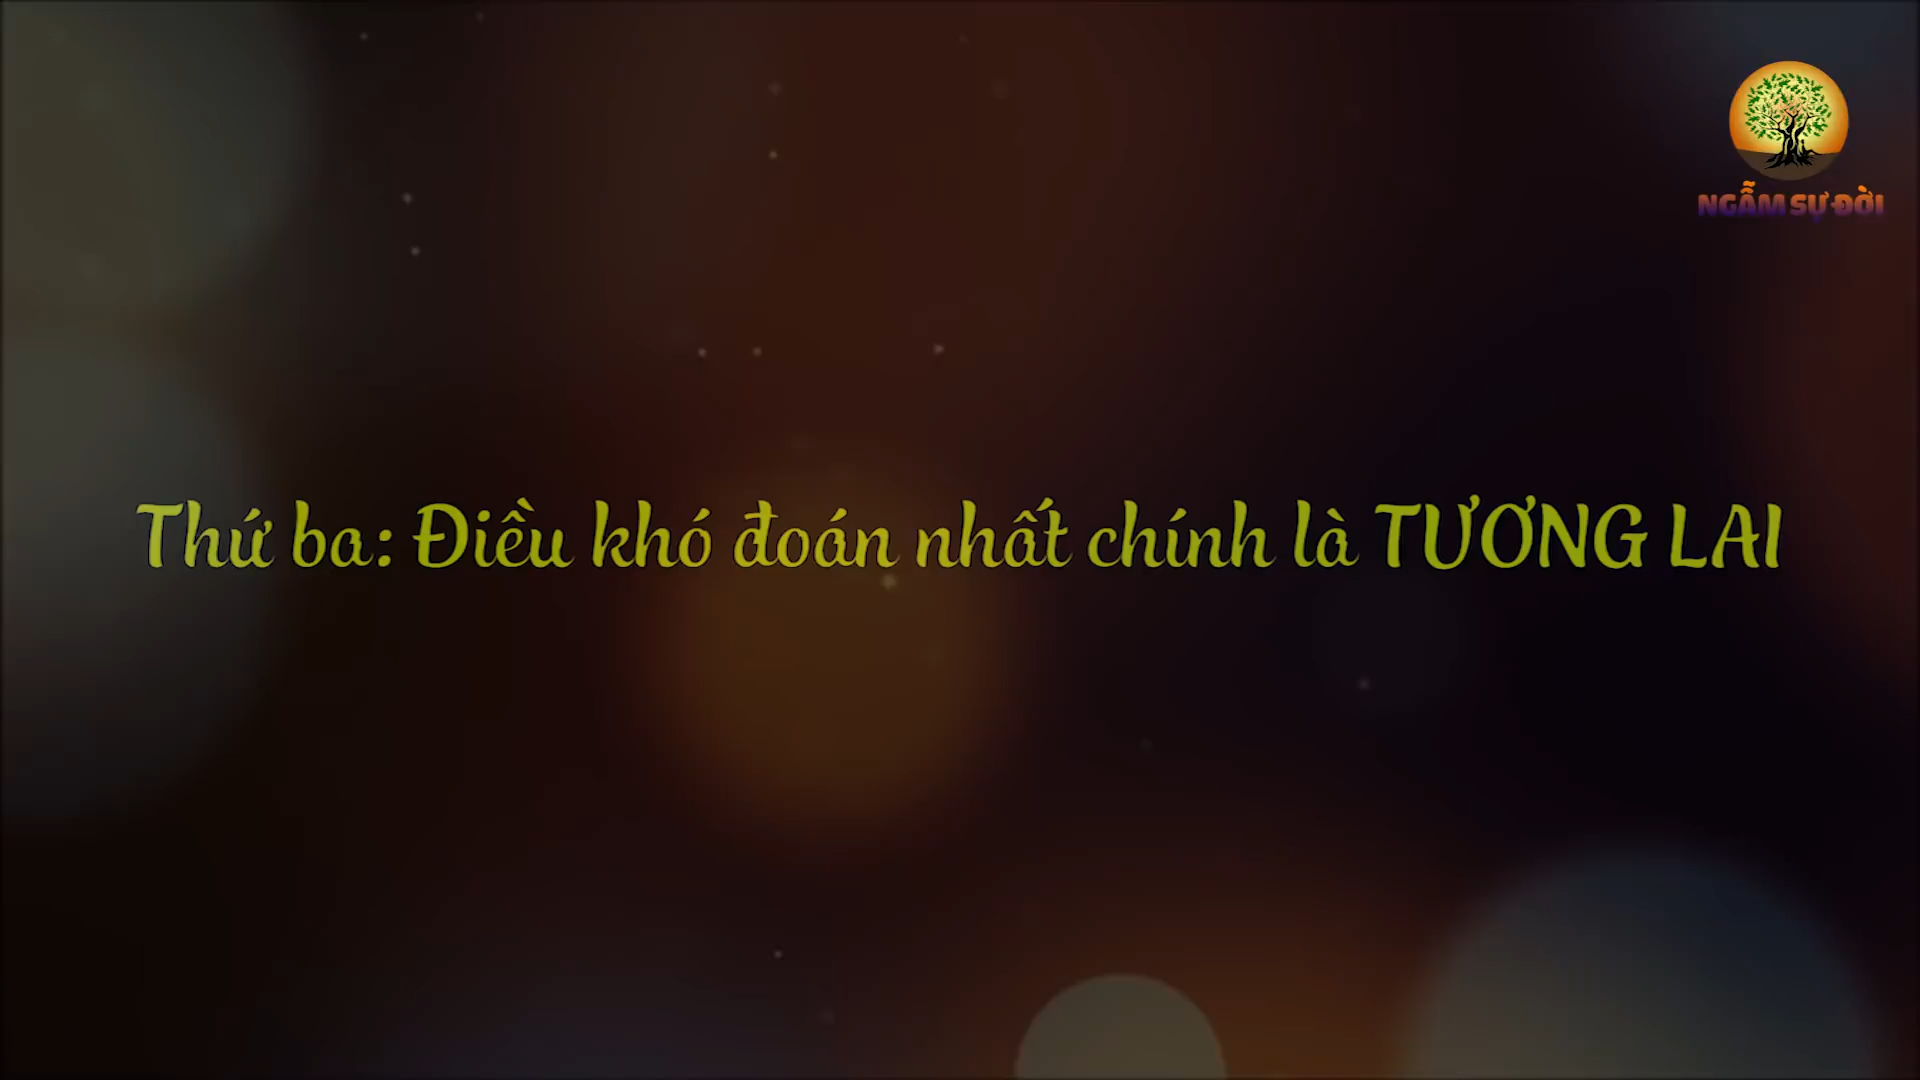 NGẪM SỰ ĐỜI
Thứ ba: Điều khó đoán nhất chính là TƯƠNG LAI